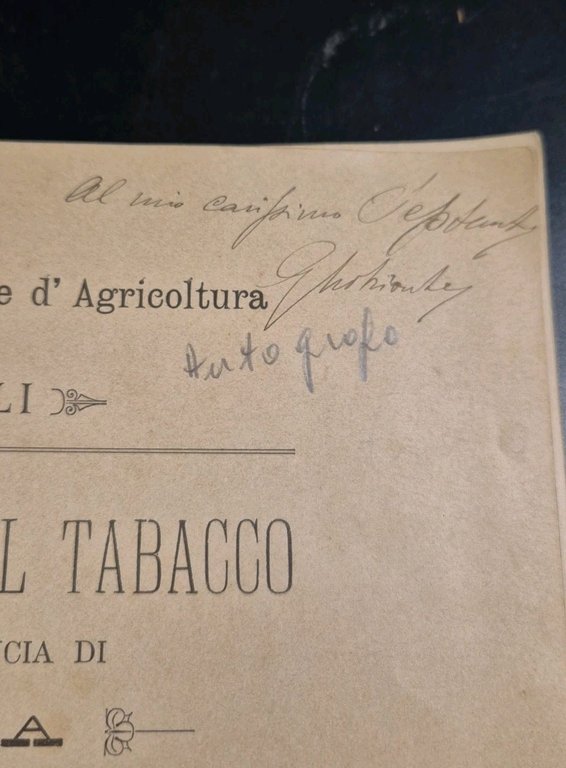 Al mio carissimo
e d' Agricoltura
Autografo
LI
L TABACCO
CIA DI
A